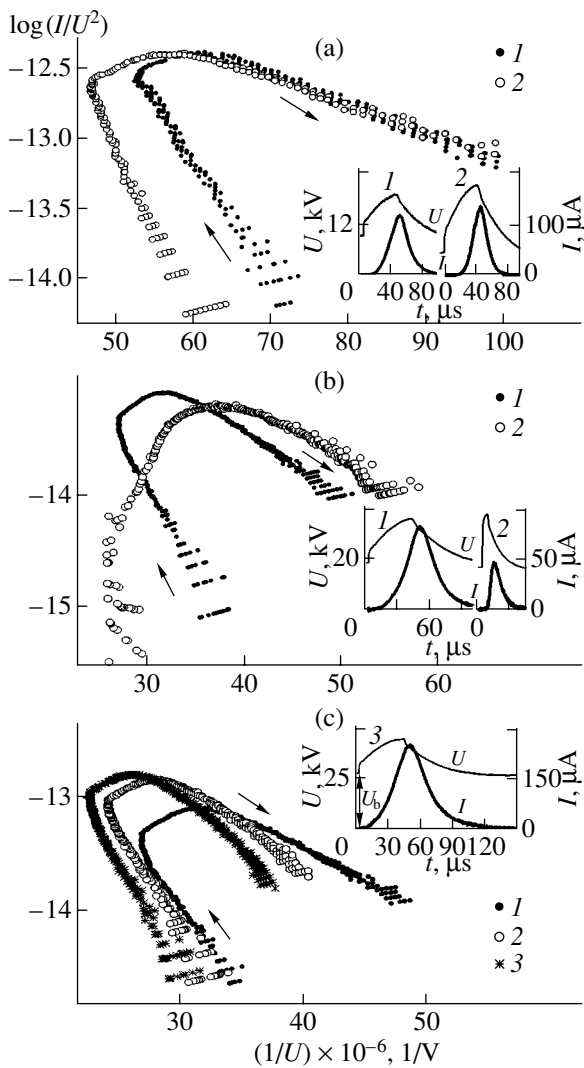 log(I/U²)
(a)
1
2
−12.5
−13.0
−13.5
−14.0
1
2
U, kV
12
U
I
100
0
I, μA
0
40 80 0 40 80
t, μs
50 60 70 80 90 100
(b)
1
2
−14
−15
1
2
U, kV
20
U
I
50
0
I, μA
0
60 0 60
t, μs
30 40 50 60
(c)
−13
−14
3
U, kV
25
U_b
U
I
150
0
I, μA
0
30 60 90 120
t, μs
1
2
3
30 40 50
(1/U) × 10⁻⁶, 1/V